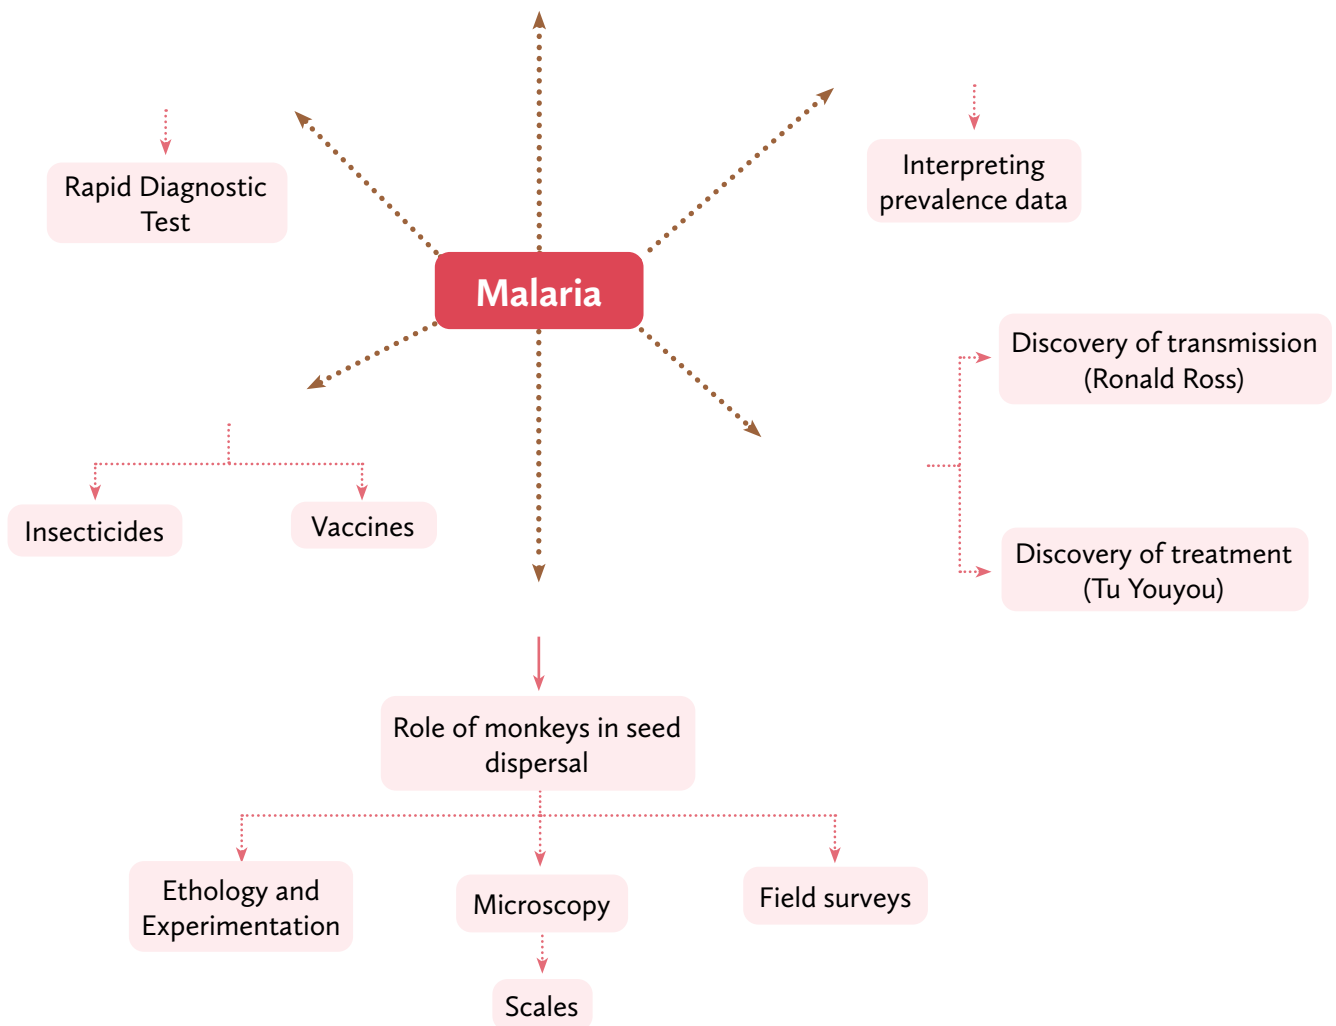 Rapid Diagnostic
Test
Interpreting
prevalence data
Malaria
Discovery of transmission
(Ronald Ross)
Insecticides
Vaccines
Discovery of treatment
(Tu Youyou)
Role of monkeys in seed
dispersal
Ethology and
Experimentation
Microscopy
Field surveys
Scales